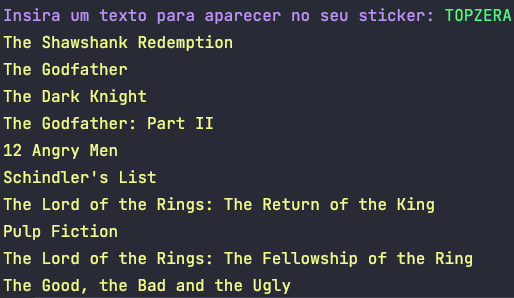 Insira um texto para aparecer no seu sticker: TOPZERA
The Shawshank Redemption
The Godfather
The Dark Knight
The Godfather: Part II
12 Angry Men
Schindler's List
The Lord of the Rings: The Return of the King
Pulp Fiction
The Lord of the Rings: The Fellowship of the Ring
The Good, the Bad and the Ugly